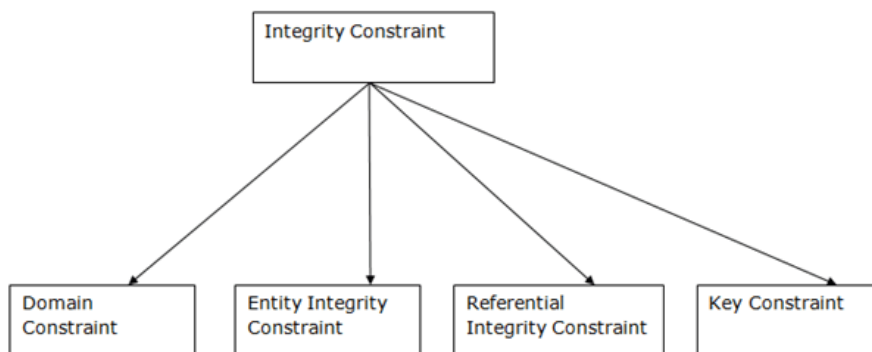 Integrity Constraint
Domain
Constraint
Entity Integrity
Constraint
Referential
Integrity Constraint
Key Constraint